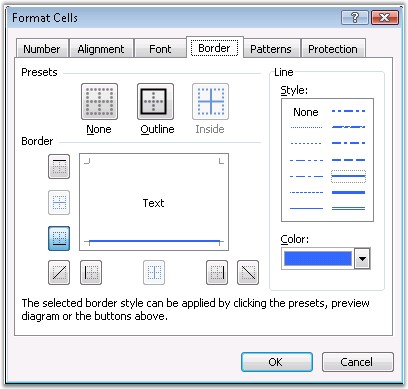 Format Cells
Number
Alignment
Font
Border
Patterns
Protection
Presets
None
Outline
Inside
Border
Text
Line
Style:
None
Color:
The selected border style can be applied by clicking the presets, preview
diagram or the buttons above.
OK
Cancel